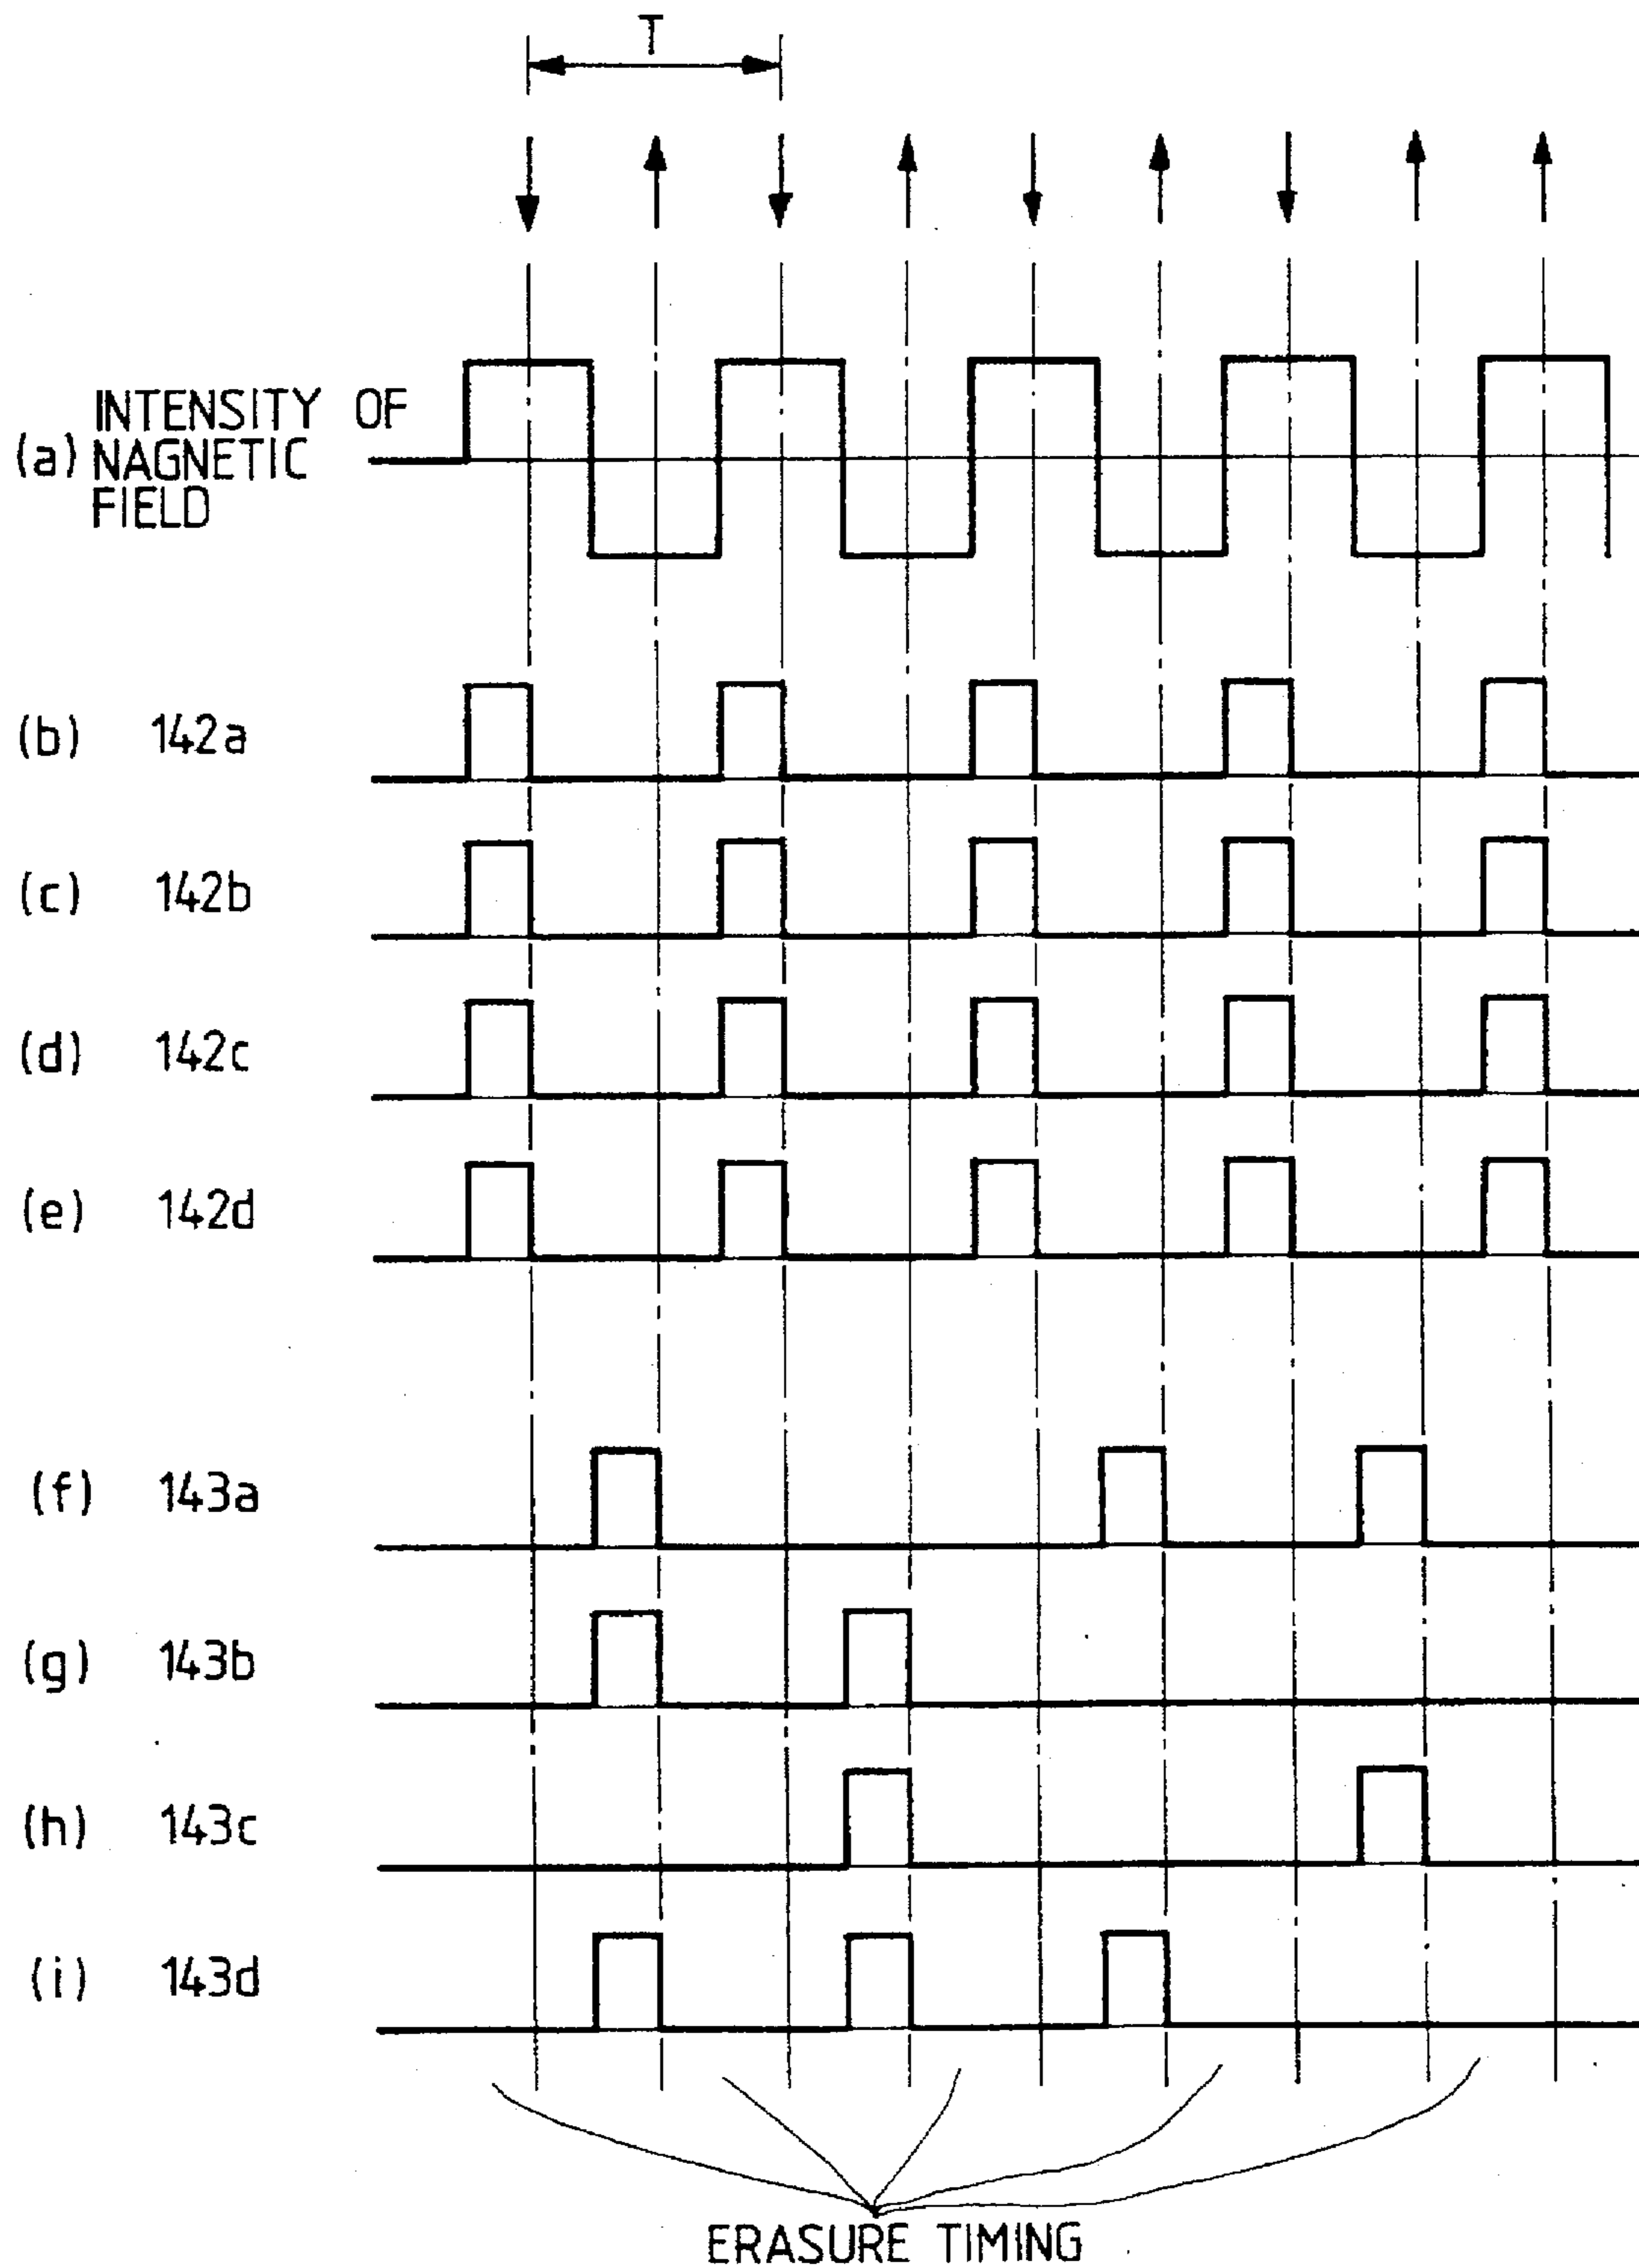 T
INTENSITY OF
(a) NAGNETIC
FIELD
(b) 142a
(c) 142b
(d) 142c
(e) 142d
(f) 143a
(g) 143b
(h) 143c
(i) 143d
ERASURE TIMING